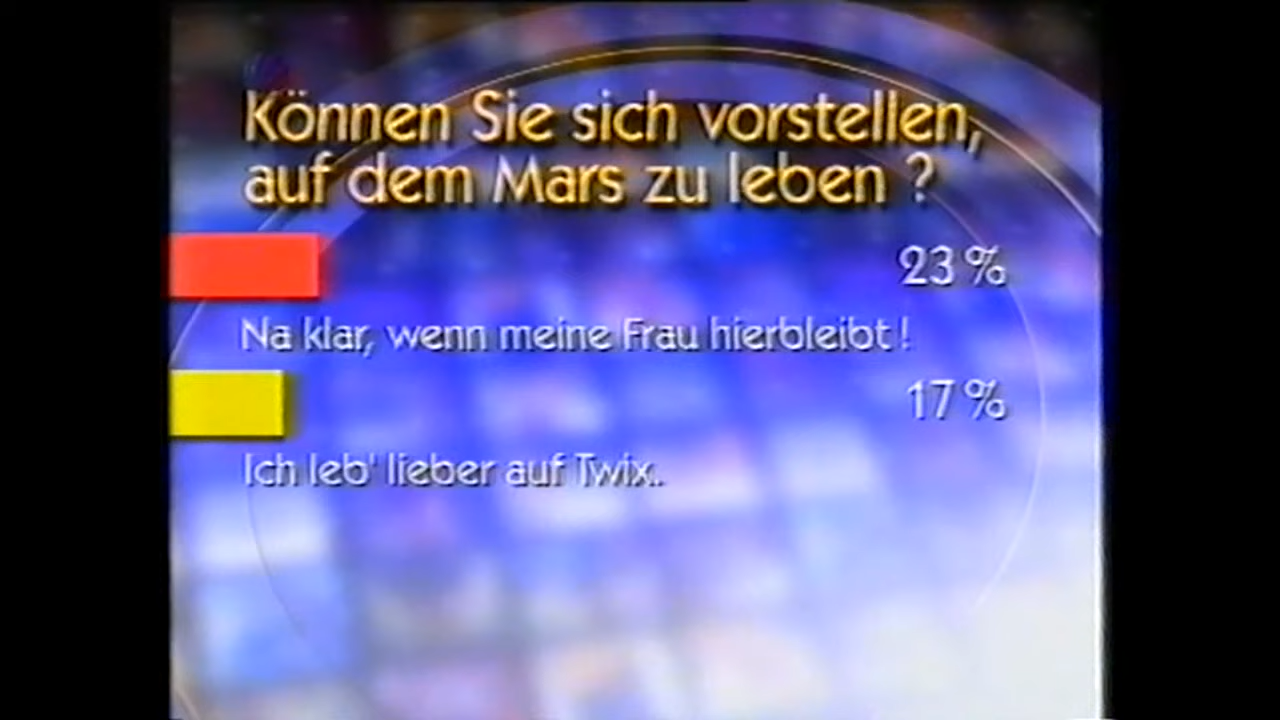 Können Sie sich vorstellen,
auf dem Mars zu leben ?
23 %
Na klar, wenn meine Frau hierbleibt !
17 %
Ich leb' lieber auf Twix.